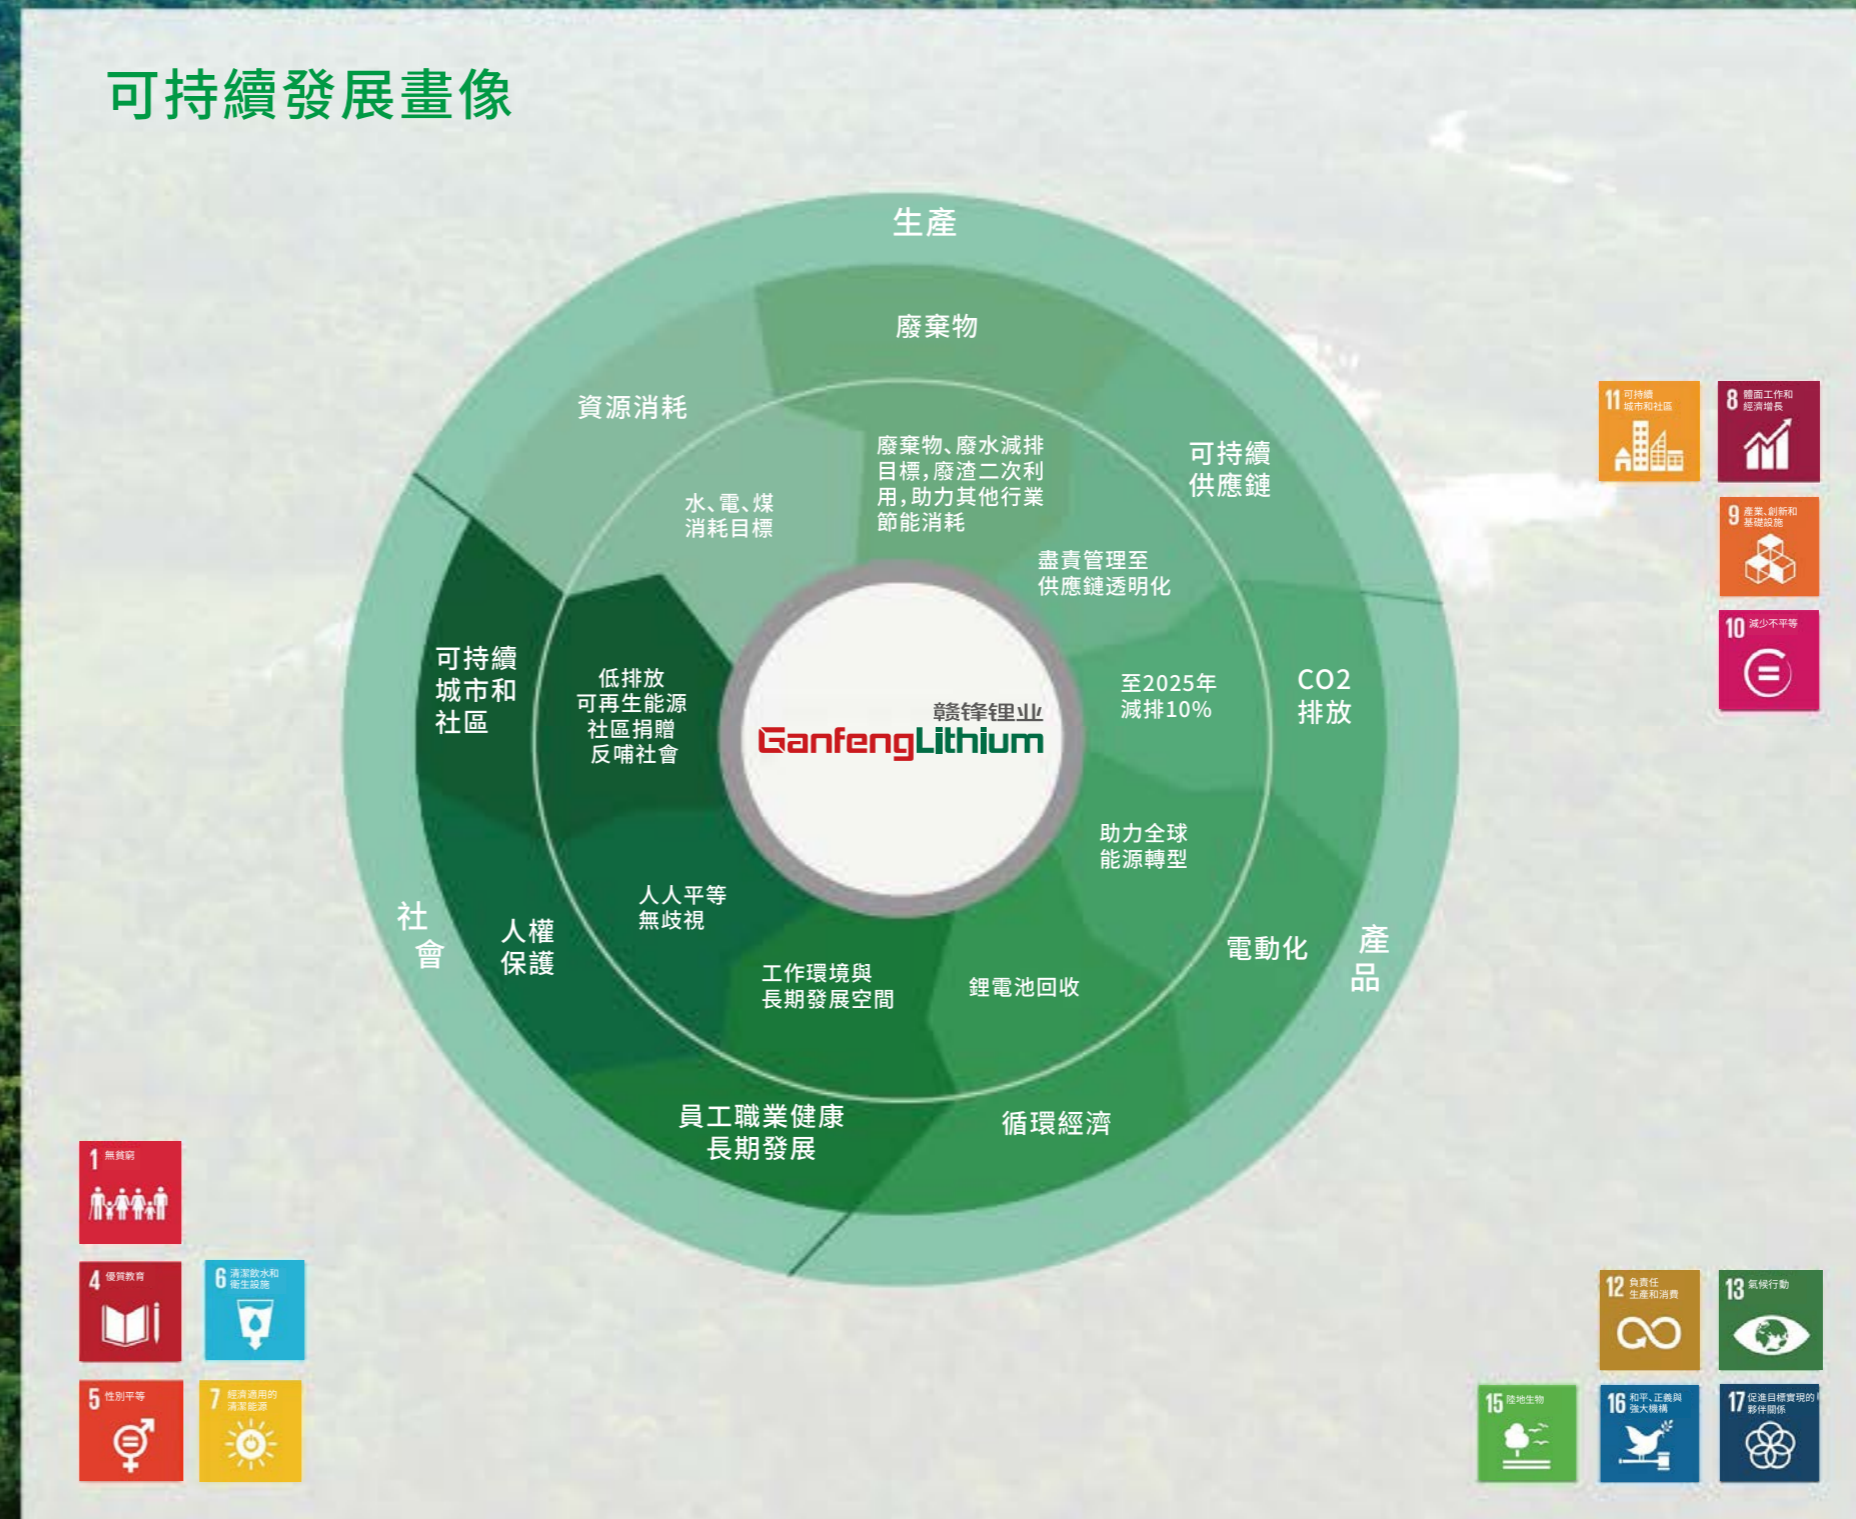 可持續發展畫像
生產
廢棄物
資源消耗
廢棄物、廢水減排
目標,廢渣二次利
用,助力其他行業
節能消耗
可持續
供應鏈
水、電、煤
消耗目標
盡責管理至
供應鏈透明化
可持續
城市和
社區
低排放
可再生能源
社區捐贈
反哺社會
赣锋锂业
GanfengLithium
至2025年
減排10%
CO2
排放
助力全球
能源轉型
人人平等
無歧視
社
會
人權
保護
電動化
產
品
工作環境與
長期發展空間
鋰電池回收
員工職業健康
長期發展
循環經濟
11 可持續
城市和社區
8 體面工作和
經濟增長
9 產業、創新和
基礎設施
10 減少不平等
1 無貧窮
4 優質教育
6 清潔飲水和
衛生設施
5 性別平等
7 經濟適用的
清潔能源
12 負責任
生產和消費
13 氣候行動
15 陸地生物
16 和平、正義與
強大機構
17 促進目標實現的
夥伴關係